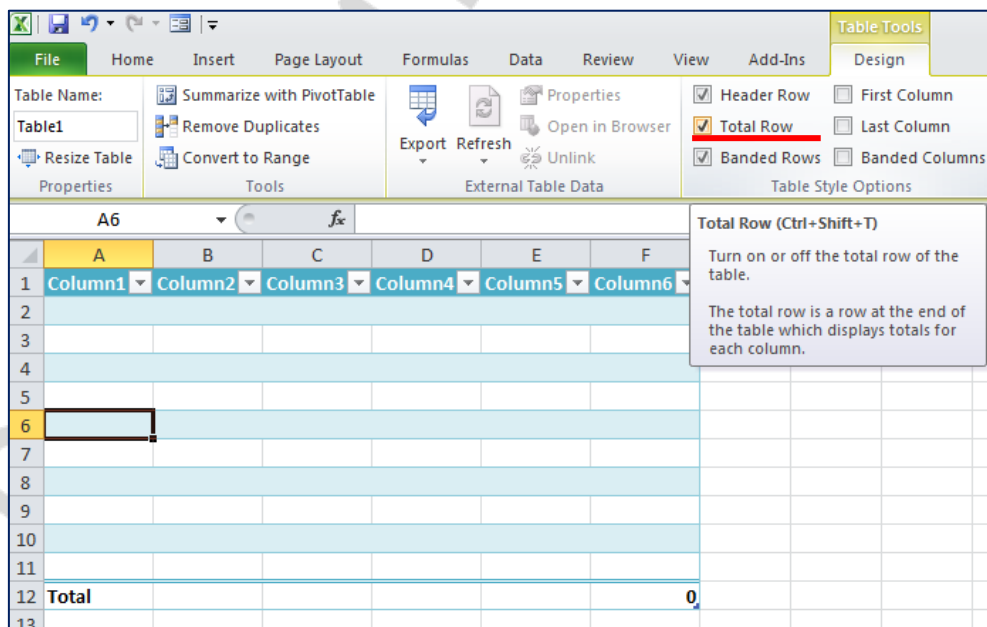 Table Tools
File Home Insert Page Layout Formulas Data Review View Add-Ins Design
Table Name: Summarize with PivotTable Properties Header Row First Column
Table1 Remove Duplicates Export Refresh Open in Browser Total Row Last Column
Resize Table Convert to Range Unlink Banded Rows Banded Columns
Properties Tools External Table Data Table Style Options
A6 fx
Total Row (Ctrl+Shift+T)
Turn on or off the total row of the
table.
The total row is a row at the end of
the table which displays totals for
each column.
A B C D E F
1 Column1 Column2 Column3 Column4 Column5 Column6
2
3
4
5
6
7
8
9
10
11
12 Total 0
13